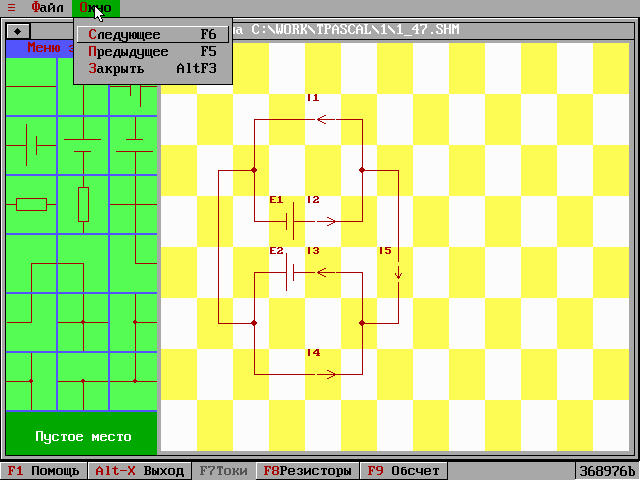 ≡ Файл Окно
Следующее F6
Предыдущее F5
Закрыть AltF3
а C:\WORK\TPASCAL\1\1_47.SHM
Меню э
I1
E1 I2
E2 I3 I5
I4
Пустое место
F1 Помощь Alt-X Выход F7Токи F8Резисторы F9 Обсчет 368976b